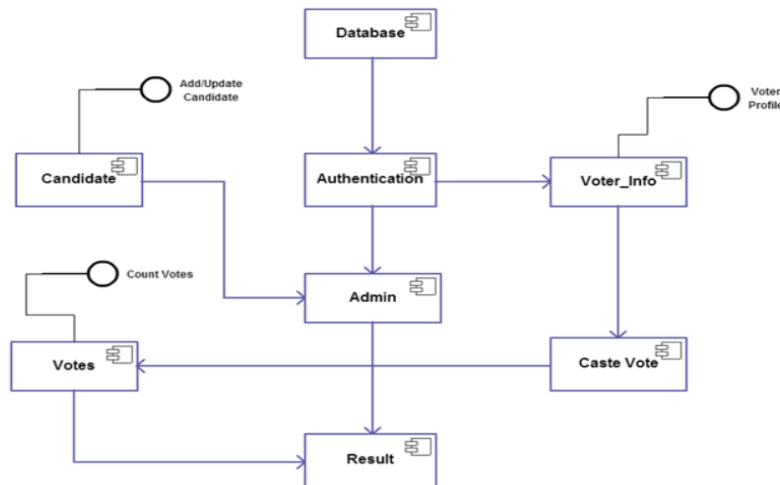 Database
Add/Update
Candidate
Voter
Profile
Candidate
Authentication
Voter_Info
Count Votes
Admin
Votes
Caste Vote
Result